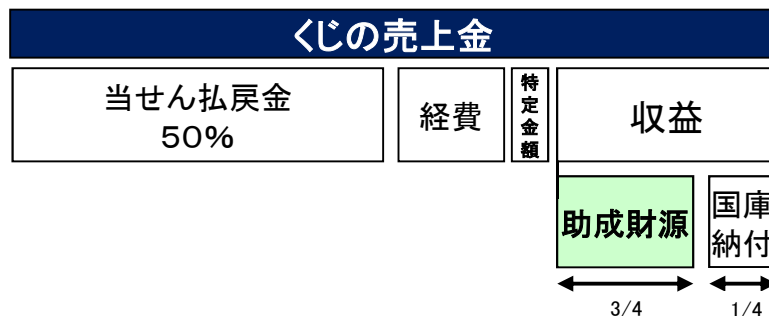 くじの売上金
当せん払戻金
50%
経費
特定金額
収益
助成財源
国庫
納付
3/4
1/4